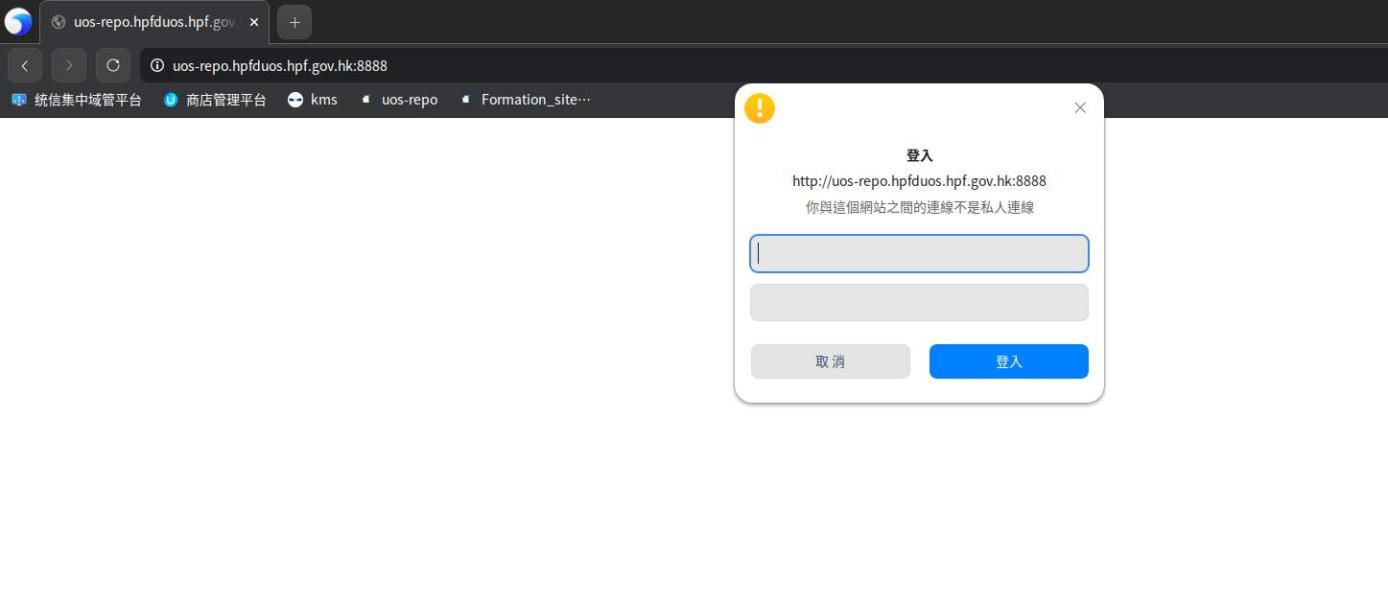 uos-repo.hpfduos.hpf.gov.
uos-repo.hpfduos.hpf.gov.hk:8888
统信集中域管平台 商店管理平台 kms uos-repo Formation_site…
登入
http://uos-repo.hpfduos.hpf.gov.hk:8888
你與這個網站之間的連線不是私人連線
取消 登入